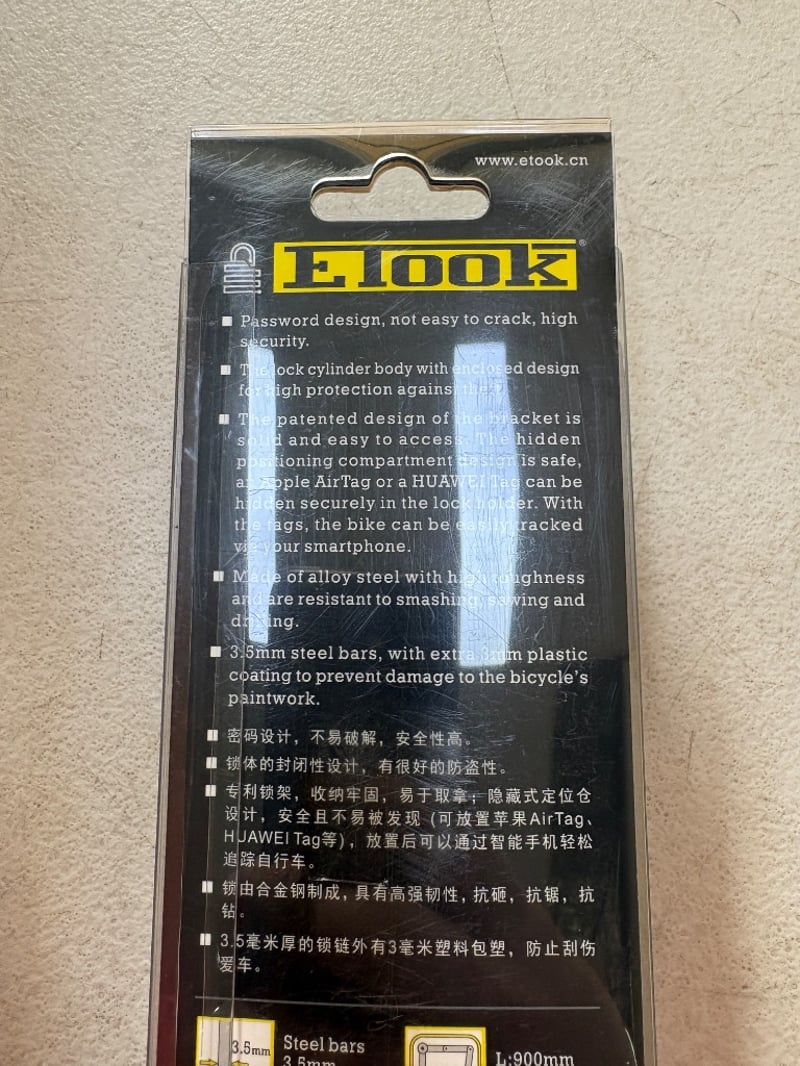 www.etook.cn
ETook®
Password design, not easy to crack, high
security.
The lock cylinder body with enclosed design
for high protection against theft.
The patented design of the bracket is
solid and easy to access. The hidden
positioning compartment design is safe,
an Apple AirTag or a HUAWEI Tag can be
hidden securely in the lock holder. With
the tags, the bike can be easily tracked
via your smartphone.
Made of alloy steel with high toughness
and are resistant to smashing, sawing and
drilling.
3.5mm steel bars, with extra 3mm plastic
coating to prevent damage to the bicycle's
paintwork.
密码设计，不易破解，安全性高。
锁体的封闭性设计，有很好的防盗性。
专利锁架，收纳牢固，易于取拿；隐藏式定位仓
设计，安全且不易被发现（可放置苹果AirTag、
HUAWEI Tag等），放置后可以通过智能手机轻松
追踪自行车。
锁由合金钢制成，具有高强韧性，抗砸，抗锯，抗
钻。
3.5毫米厚的锁链外有3毫米塑料包塑，防止刮伤
爱车。
3.5mm Steel bars L:900mm
3.5mm